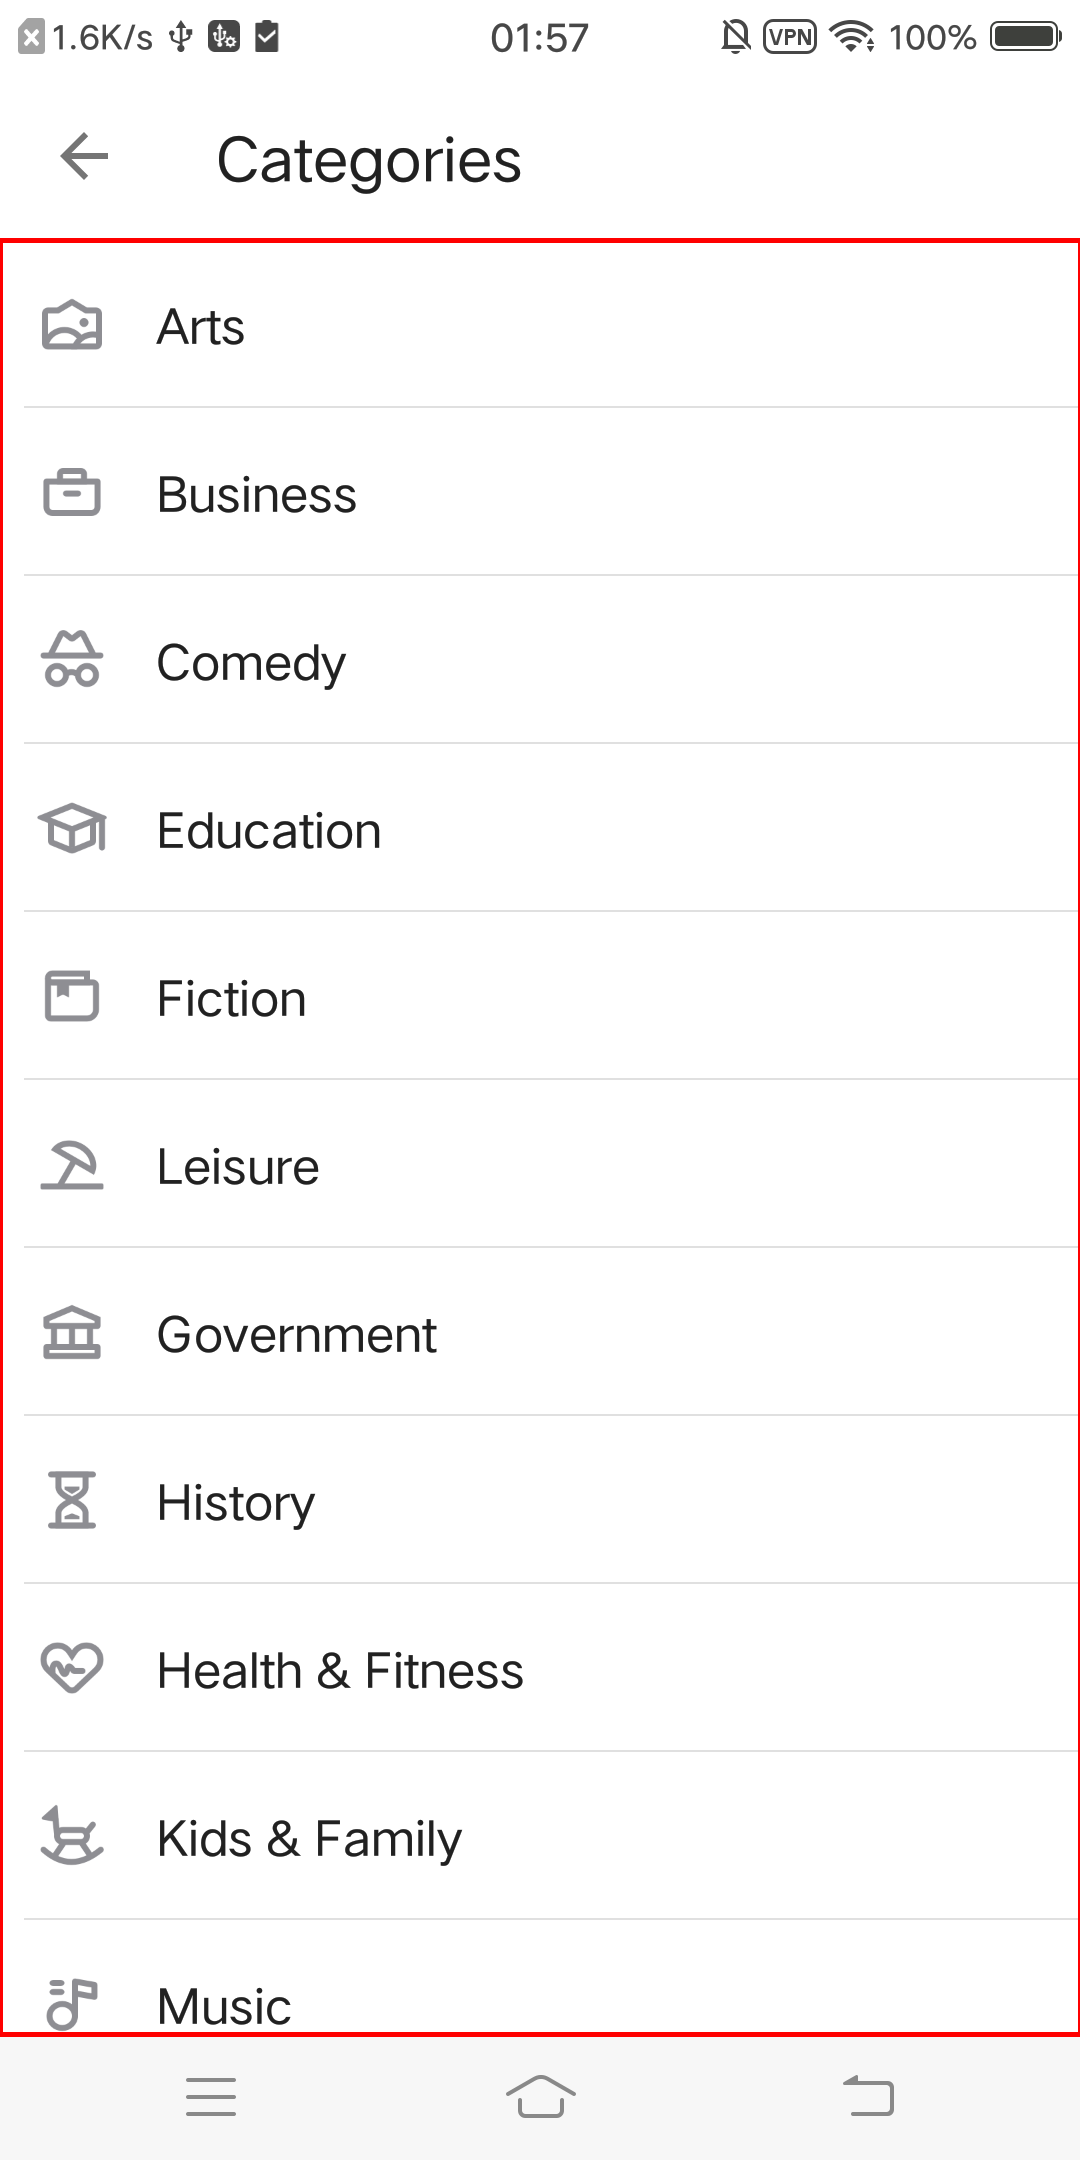 1.6K/s 01:57 VPN 100%
Categories
Arts
Business
Comedy
Education
Fiction
Leisure
Government
History
Health & Fitness
Kids & Family
Music